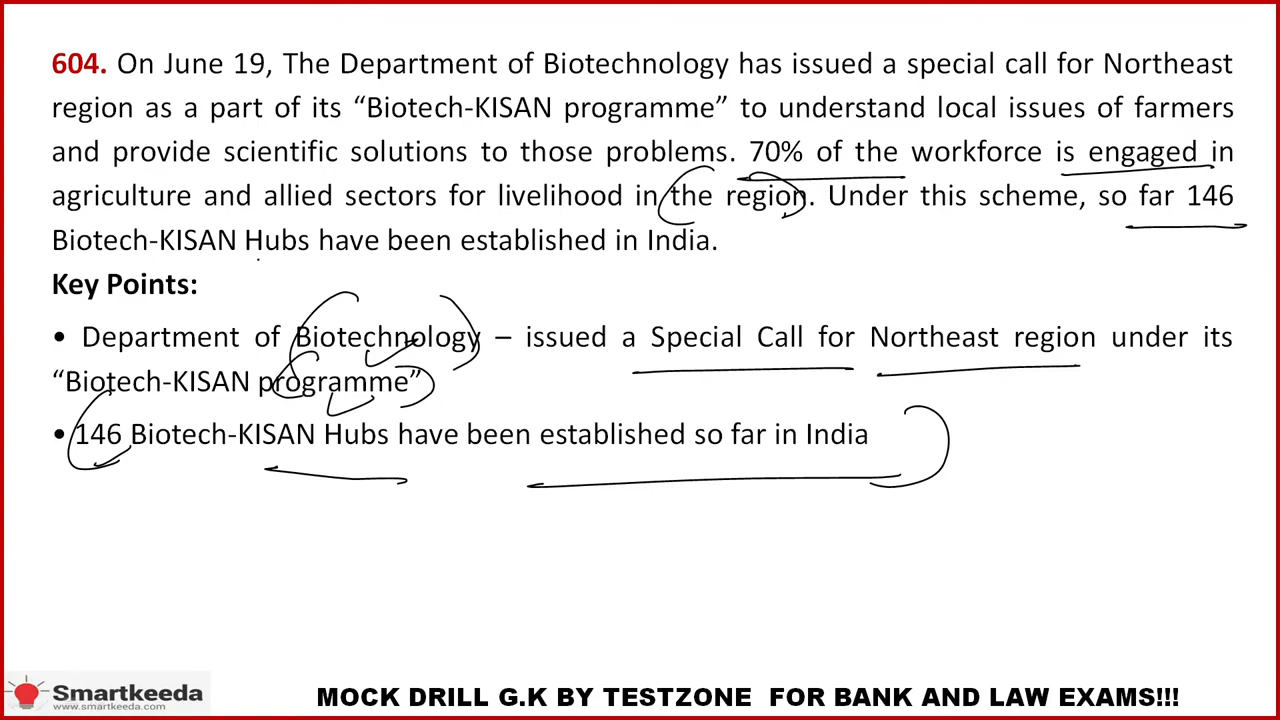 604. On June 19, The Department of Biotechnology has issued a special call for Northeast
region as a part of its “Biotech-KISAN programme” to understand local issues of farmers
and provide scientific solutions to those problems. 70% of the workforce is engaged in
agriculture and allied sectors for livelihood in the region. Under this scheme, so far 146
Biotech-KISAN Hubs have been established in India.
Key Points:
• Department of Biotechnology – issued a Special Call for Northeast region under its
“Biotech-KISAN programme”
• 146 Biotech-KISAN Hubs have been established so far in India
Smartkeeda
www.smartkeeda.com
MOCK DRILL G.K BY TESTZONE FOR BANK AND LAW EXAMS!!!